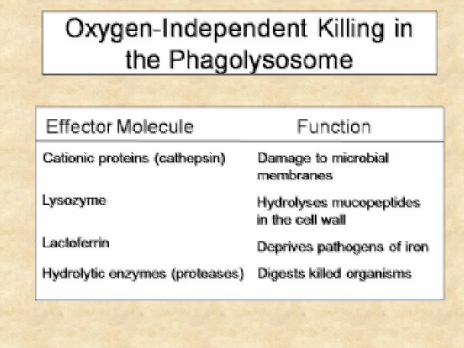 Oxygen-Independent Killing in
the Phagolysosome
Effector Molecule Function
Cationic proteins (cathepsin) Damage to microbial
membranes
Lysozyme Hydrolyses mucopeptides
in the cell wall
Lactoferrin Deprives pathogens of iron
Hydrolytic enzymes (proteases) Digests killed organisms